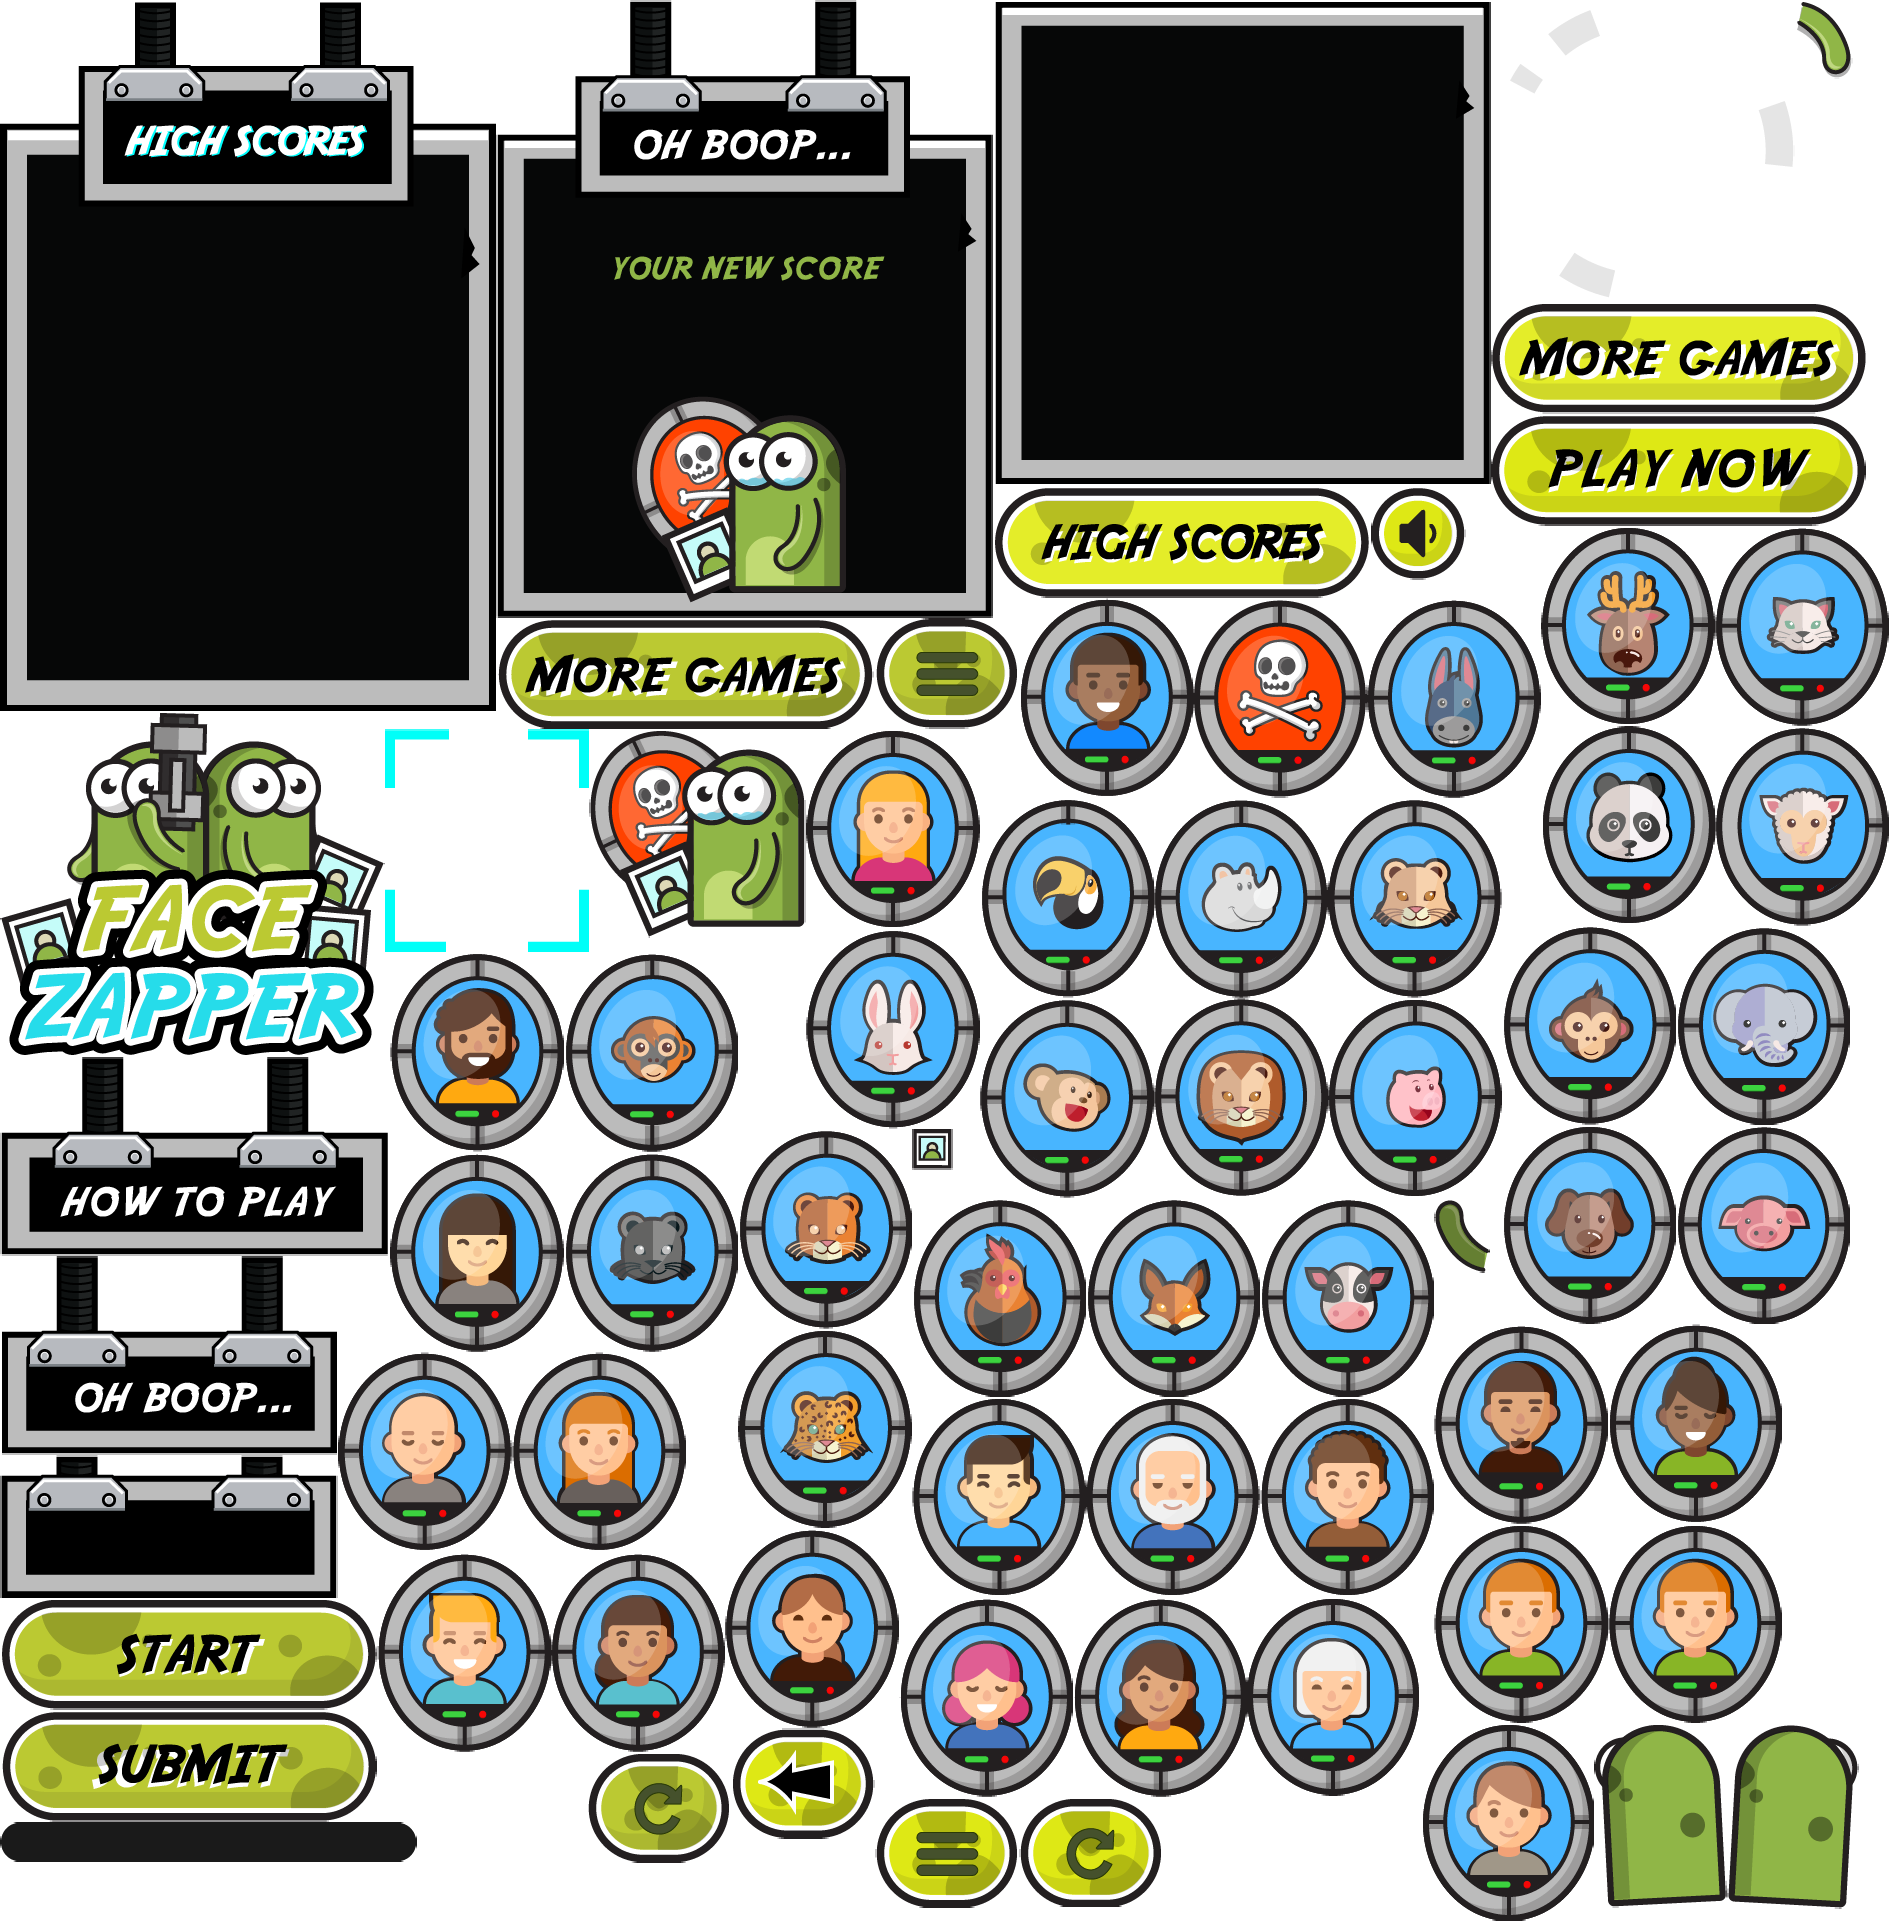 HIGH SCORES
OH BOOP...
YOUR NEW SCORE
MORE GAMES
PLAY NOW
HIGH SCORES
MORE GAMES
FACE
ZAPPER
HOW TO PLAY
OH BOOP...
START
SUBMIT